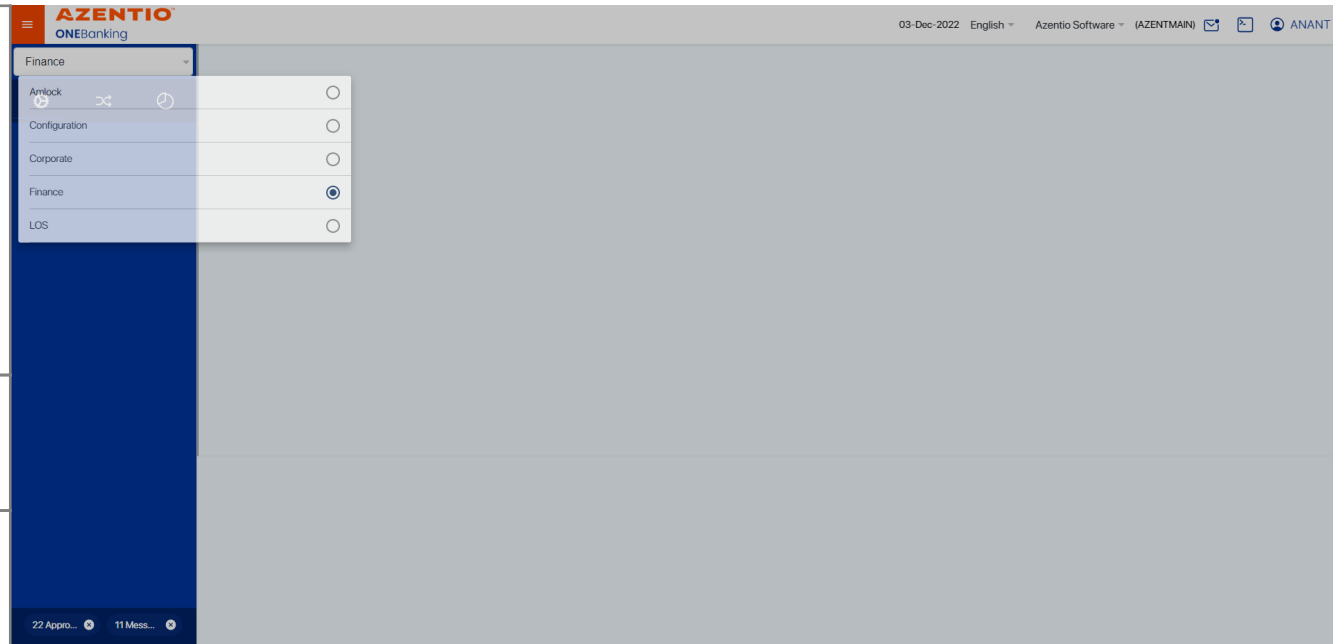 AZENTIO™
ONEBanking
03-Dec-2022 English Azentio Software (AZENTMAIN) ANANT
Finance
Amlock
Configuration
Corporate
Finance
LOS
22 Appro... 11 Mess...